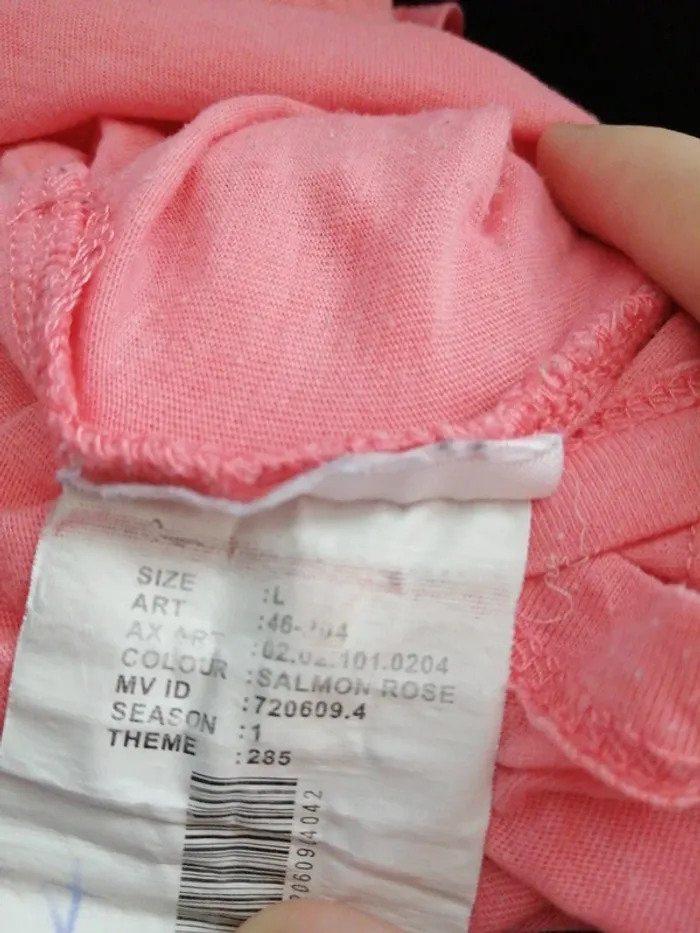 SIZE :L
ART
AX ART :02.02.101.0204
COLOUR :SALMON ROSE
MV ID :720609.4
SEASON :1
THEME :285